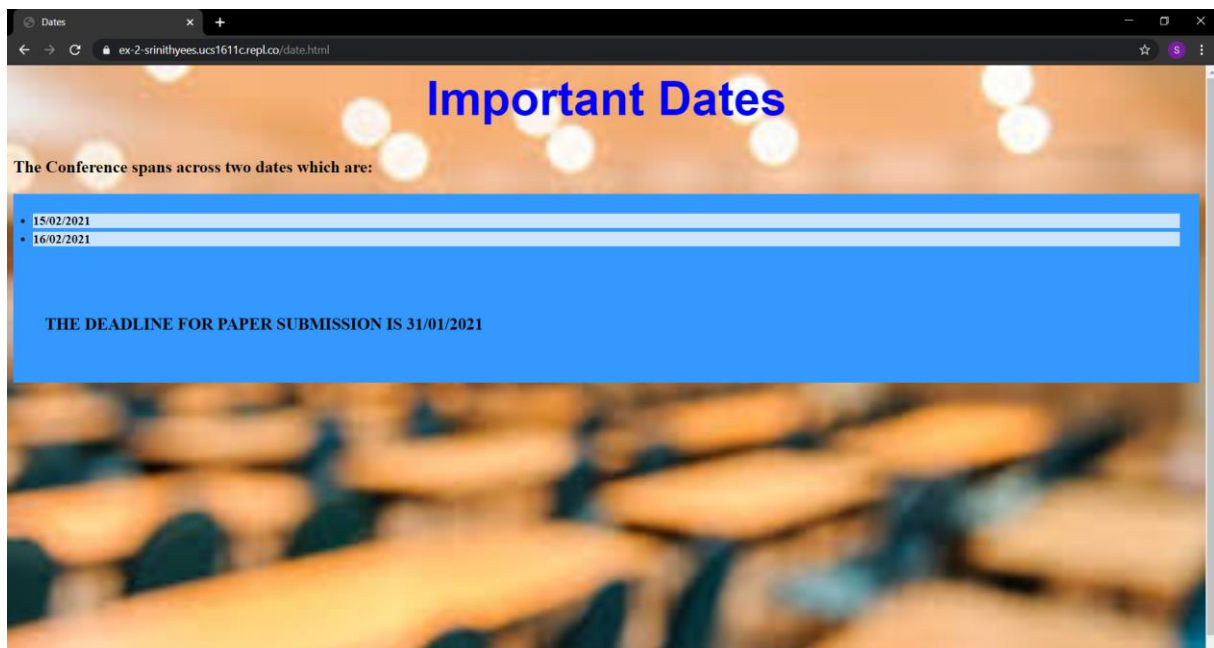 Dates
ex-2-srinithyees.ucs1611c.repl.co/date.html
S
Important Dates
The Conference spans across two dates which are:
15/02/2021
16/02/2021
THE DEADLINE FOR PAPER SUBMISSION IS 31/01/2021